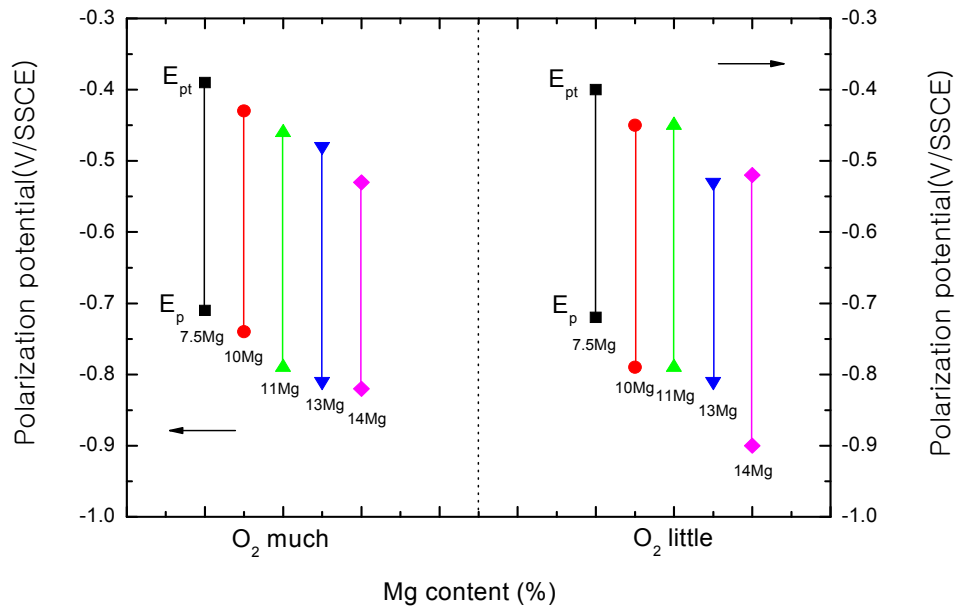 -0.3
-0.4
-0.5
-0.6
-0.7
-0.8
-0.9
-1.0
Polarization potential(V/SSCE)
E_pt
E_p
7.5Mg
10Mg
11Mg
13Mg
14Mg
O₂ much
E_pt
E_p
7.5Mg
10Mg
11Mg
13Mg
14Mg
O₂ little
-0.3
-0.4
-0.5
-0.6
-0.7
-0.8
-0.9
-1.0
Polarization potential(V/SSCE)
Mg content (%)